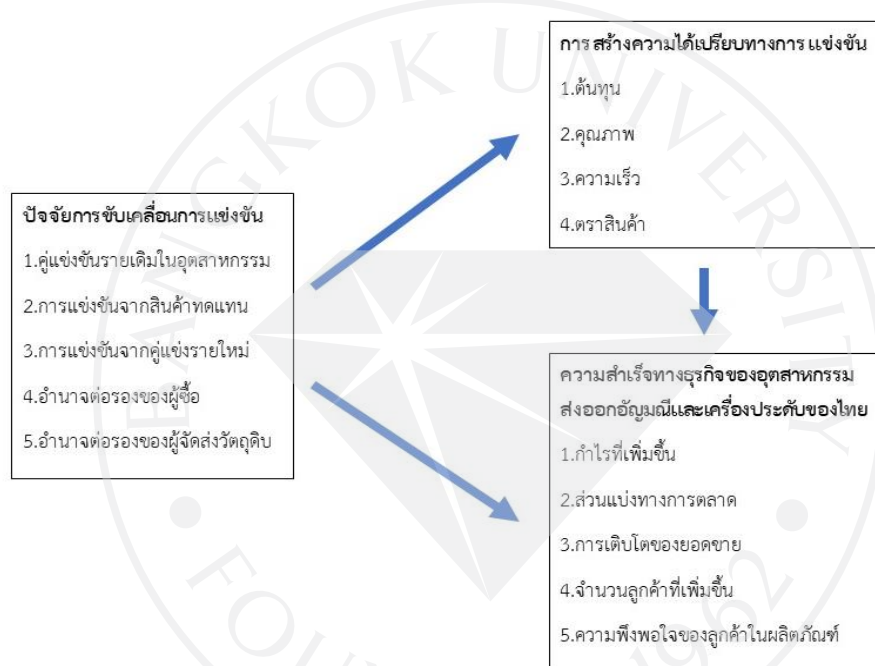 การสร้างความได้เปรียบทางการแข่งขัน
1.ต้นทุน
2.คุณภาพ
3.ความเร็ว
4.ตราสินค้า
ปัจจัยการขับเคลื่อนการแข่งขัน
1.คู่แข่งขันรายเดิมในอุตสาหกรรม
2.การแข่งขันจากสินค้าทดแทน
3.การแข่งขันจากคู่แข่งรายใหม่
4.อำนาจต่อรองของผู้ซื้อ
5.อำนาจต่อรองของผู้จัดส่งวัตถุดิบ
ความสำเร็จทางธุรกิจของอุตสาหกรรม
ส่งออกอัญมณีและเครื่องประดับของไทย
1.กำไรที่เพิ่มขึ้น
2.ส่วนแบ่งทางการตลาด
3.การเติบโตของยอดขาย
4.จำนวนลูกค้าที่เพิ่มขึ้น
5.ความพึงพอใจของลูกค้าในผลิตภัณฑ์
BANGKOK UNIVERSITY
1962